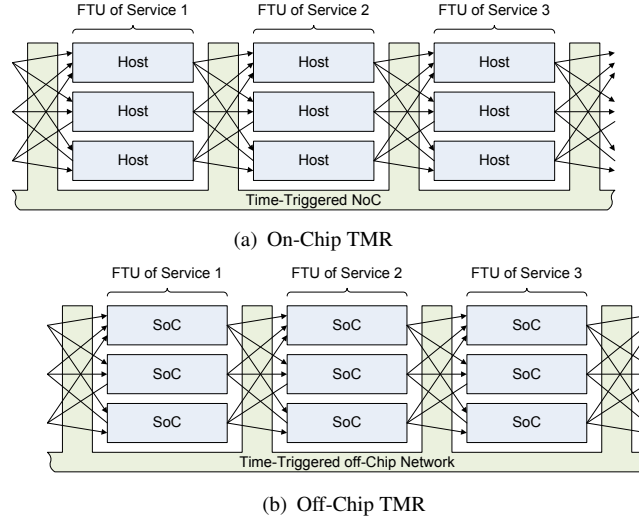 FTU of Service 1 FTU of Service 2 FTU of Service 3
Host Host Host
Host Host Host
Host Host Host
Time-Triggered NoC
(a) On-Chip TMR
FTU of Service 1 FTU of Service 2 FTU of Service 3
SoC SoC SoC
SoC SoC SoC
SoC SoC SoC
Time-Triggered off-Chip Network
(b) Off-Chip TMR